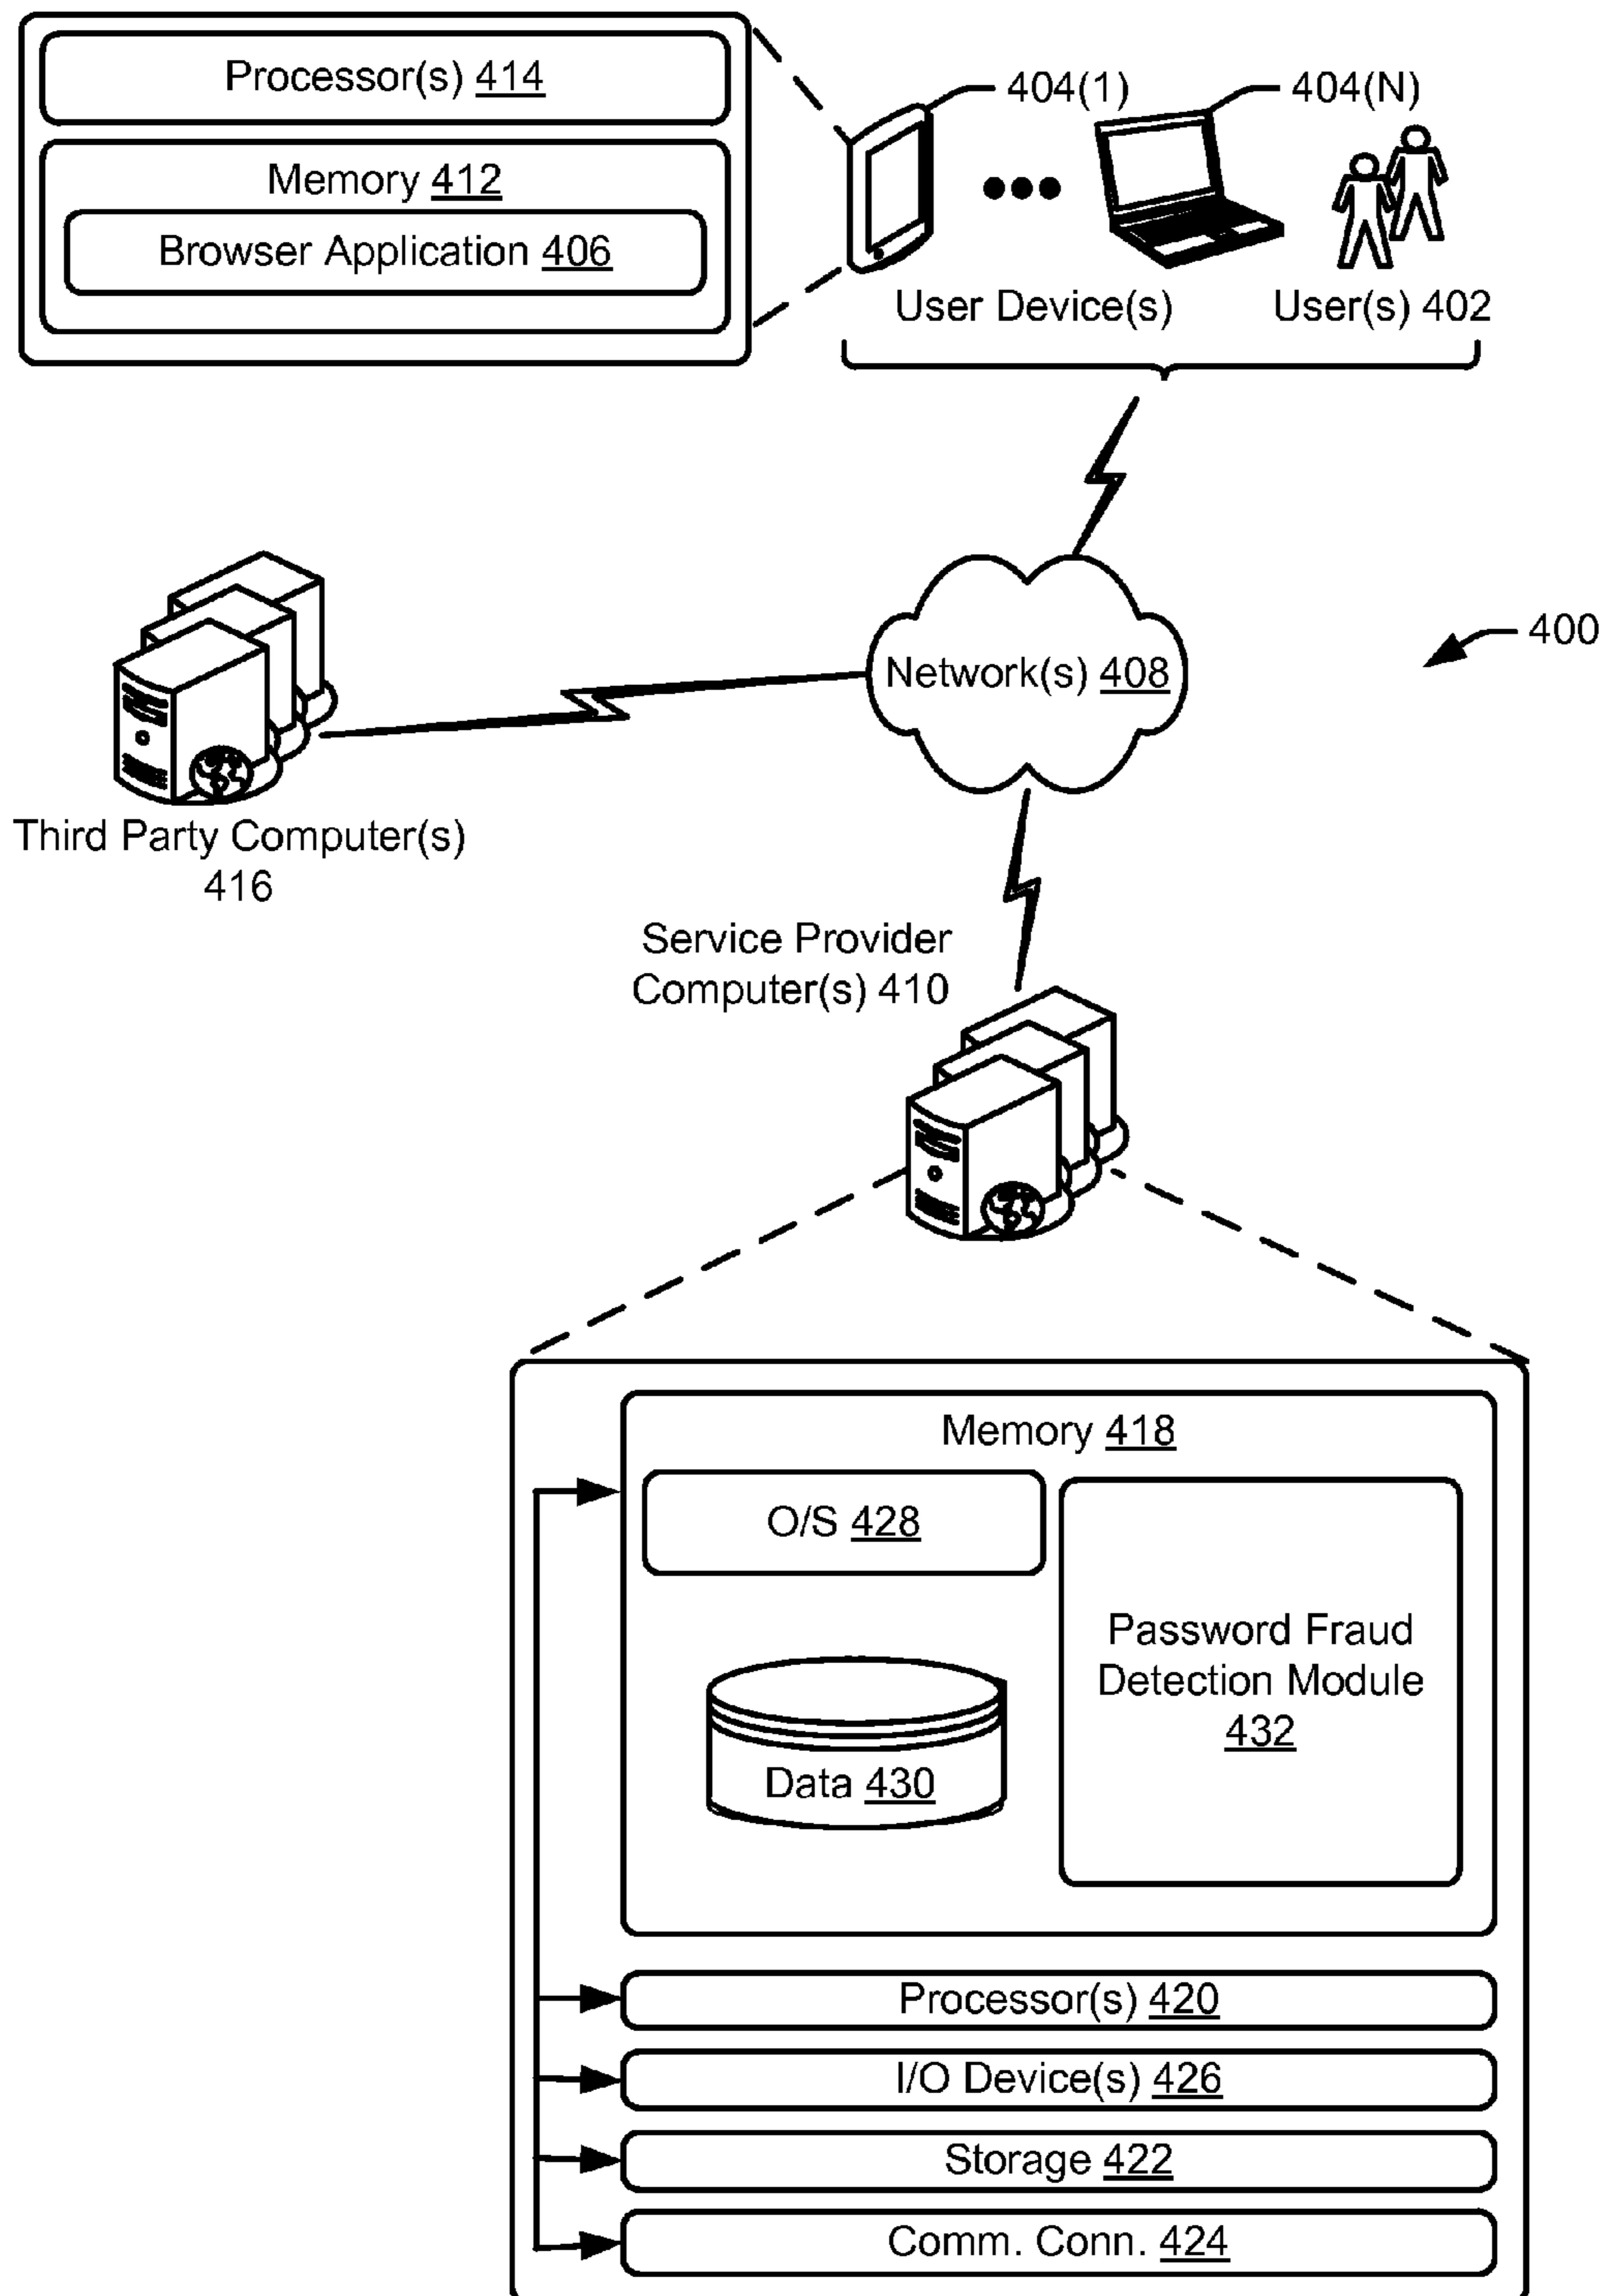 Processor(s) 414
Memory 412
Browser Application 406
404(1)
404(N)
User Device(s)
User(s) 402
Network(s) 408
400
Third Party Computer(s)
416
Service Provider
Computer(s) 410
Memory 418
O/S 428
Data 430
Password Fraud
Detection Module
432
Processor(s) 420
I/O Device(s) 426
Storage 422
Comm. Conn. 424